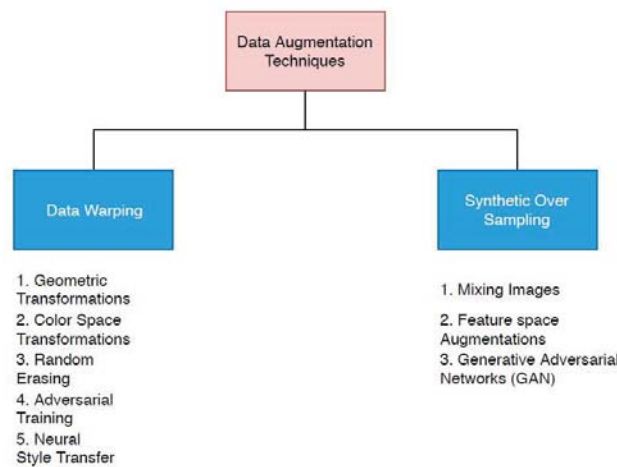 Data Augmentation
Techniques
Data Warping
Synthetic Over
Sampling
1. Geometric
Transformations
2. Color Space
Transformations
3. Random
Erasing
4. Adversarial
Training
5. Neural
Style Transfer
1. Mixing Images
2. Feature space
Augmentations
3. Generative Adversarial
Networks (GAN)